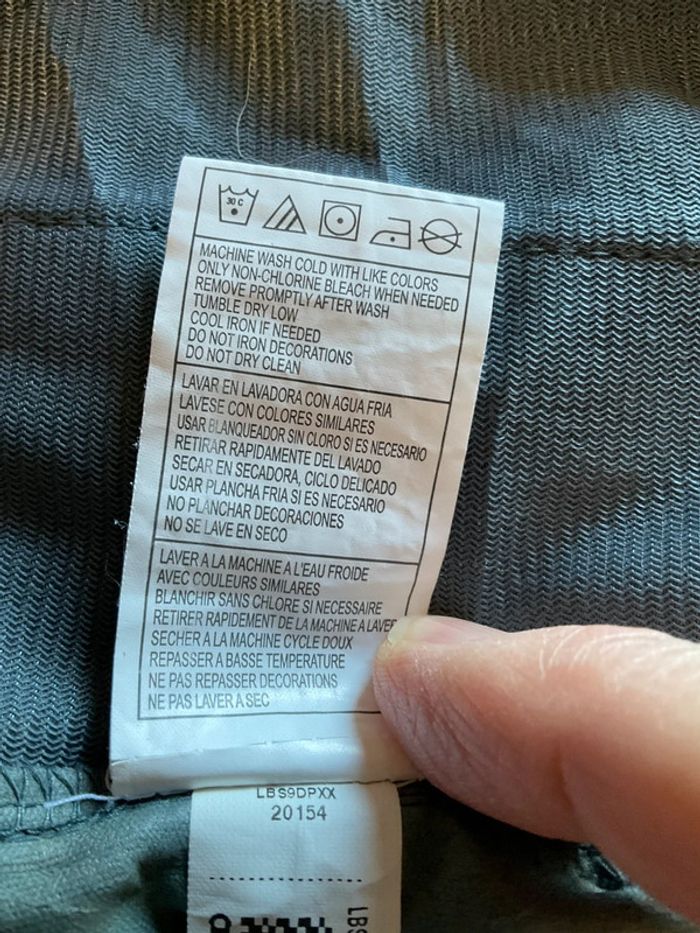 30 C
MACHINE WASH COLD WITH LIKE COLORS
ONLY NON-CHLORINE BLEACH WHEN NEEDED
REMOVE PROMPTLY AFTER WASH
TUMBLE DRY LOW
COOL IRON IF NEEDED
DO NOT IRON DECORATIONS
DO NOT DRY CLEAN
LAVAR EN LAVADORA CON AGUA FRIA
LAVESE CON COLORES SIMILARES
USAR BLANQUEADOR SIN CLORO SI ES NECESARIO
RETIRAR RAPIDAMENTE DEL LAVADO
SECAR EN SECADORA, CICLO DELICADO
USAR PLANCHA FRIA SI ES NECESARIO
NO PLANCHAR DECORACIONES
NO SE LAVE EN SECO
LAVER A LA MACHINE A L'EAU FROIDE
AVEC COULEURS SIMILARES
BLANCHIR SANS CHLORE SI NECESSAIRE
RETIRER RAPIDEMENT DE LA MACHINE A LAVER
SECHER A LA MACHINE CYCLE DOUX
REPASSER A BASSE TEMPERATURE
NE PAS REPASSER DECORATIONS
NE PAS LAVER A SEC
LBS9DPXX
20154
LBS